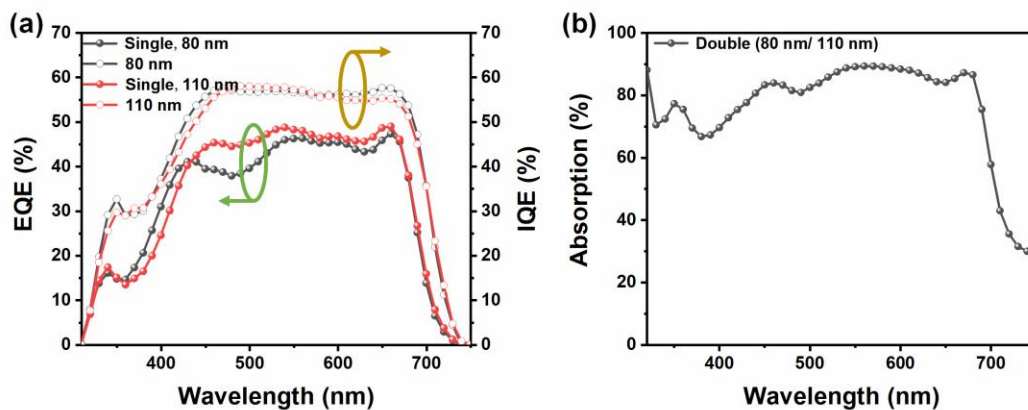 (a)
70
60
50
40
30
20
10
0
EQE (%)
Single, 80 nm
80 nm
Single, 110 nm
110 nm
70
60
50
40
30
20
10
0
IQE (%)
400
500
600
700
Wavelength (nm)
(b)
100
80
60
40
20
0
Absorption (%)
Double (80 nm/ 110 nm)
400
500
600
700
Wavelength (nm)